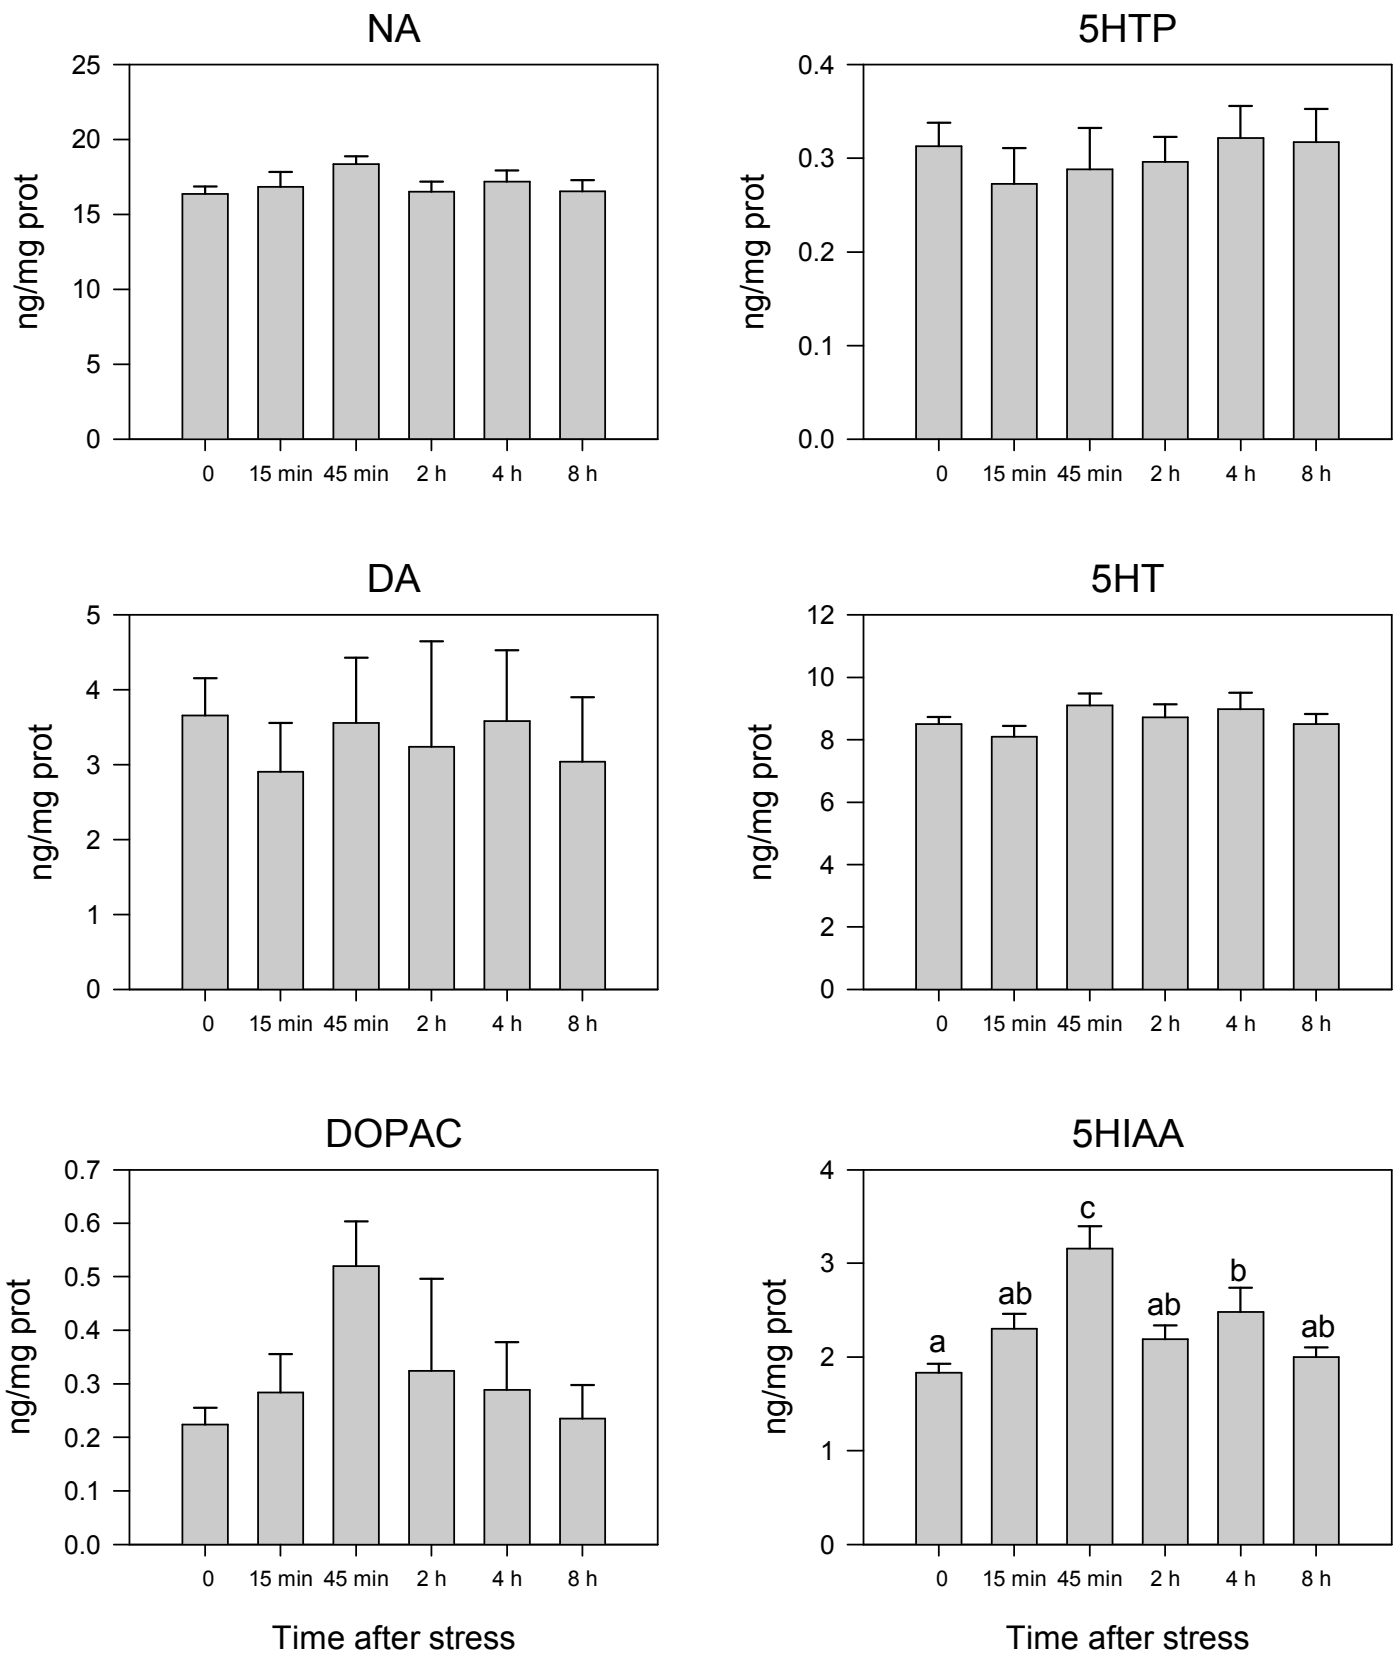 NA
25
20
15
10
5
0
ng/mg prot
0 15 min 45 min 2 h 4 h 8 h
5HTP
0.4
0.3
0.2
0.1
0.0
ng/mg prot
0 15 min 45 min 2 h 4 h 8 h
DA
5
4
3
2
1
0
ng/mg prot
0 15 min 45 min 2 h 4 h 8 h
5HT
12
10
8
6
4
2
0
ng/mg prot
0 15 min 45 min 2 h 4 h 8 h
DOPAC
0.7
0.6
0.5
0.4
0.3
0.2
0.1
0.0
ng/mg prot
0 15 min 45 min 2 h 4 h 8 h
Time after stress
5HIAA
4
3
2
1
0
ng/mg prot
a ab c ab b ab
0 15 min 45 min 2 h 4 h 8 h
Time after stress